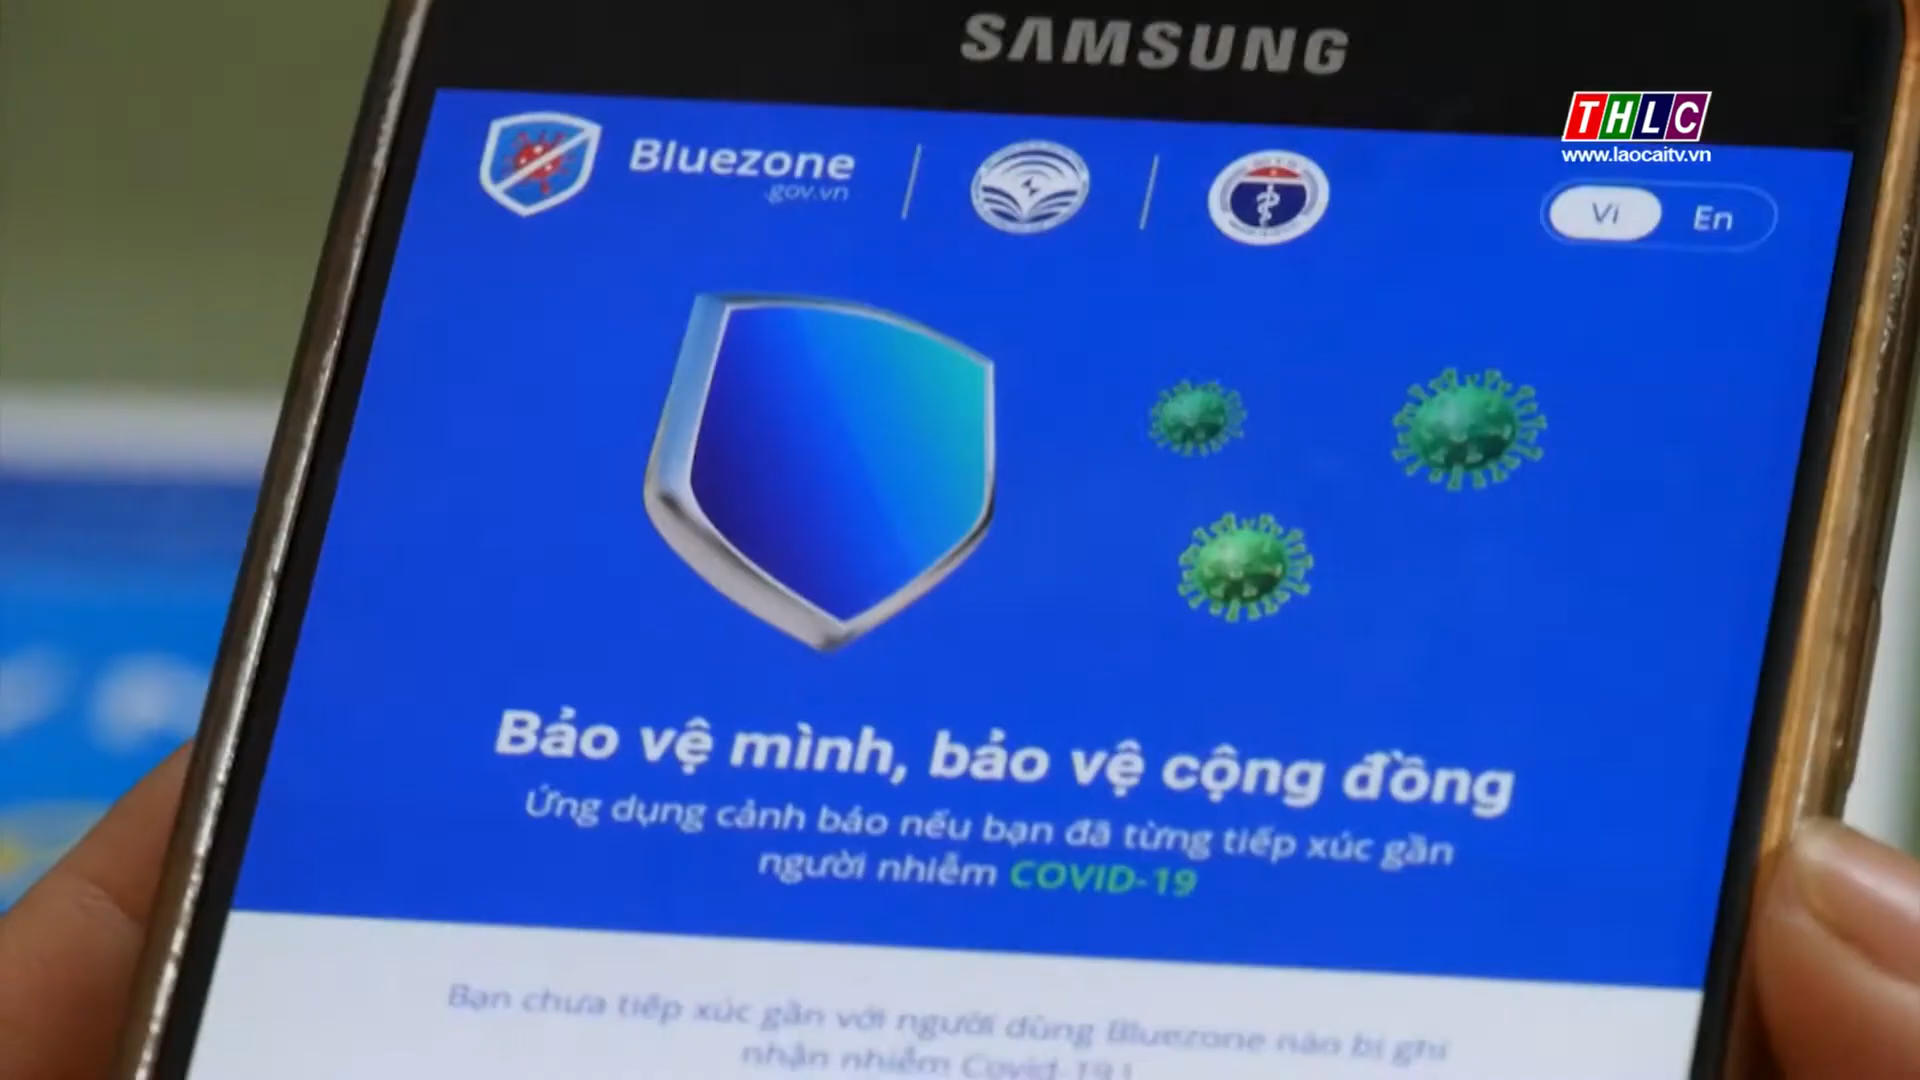 SAMSUNG
THLC
www.laocaitv.vn
Bluezone
.gov.vn
Vi En
Bảo vệ mình, bảo vệ cộng đồng
Ứng dụng cảnh báo nếu bạn đã từng tiếp xúc gần
người nhiễm COVID-19
Bạn chưa tiếp xúc gần với người dùng Bluezone nào bị ghi
nhận nhiễm Covid-19 !